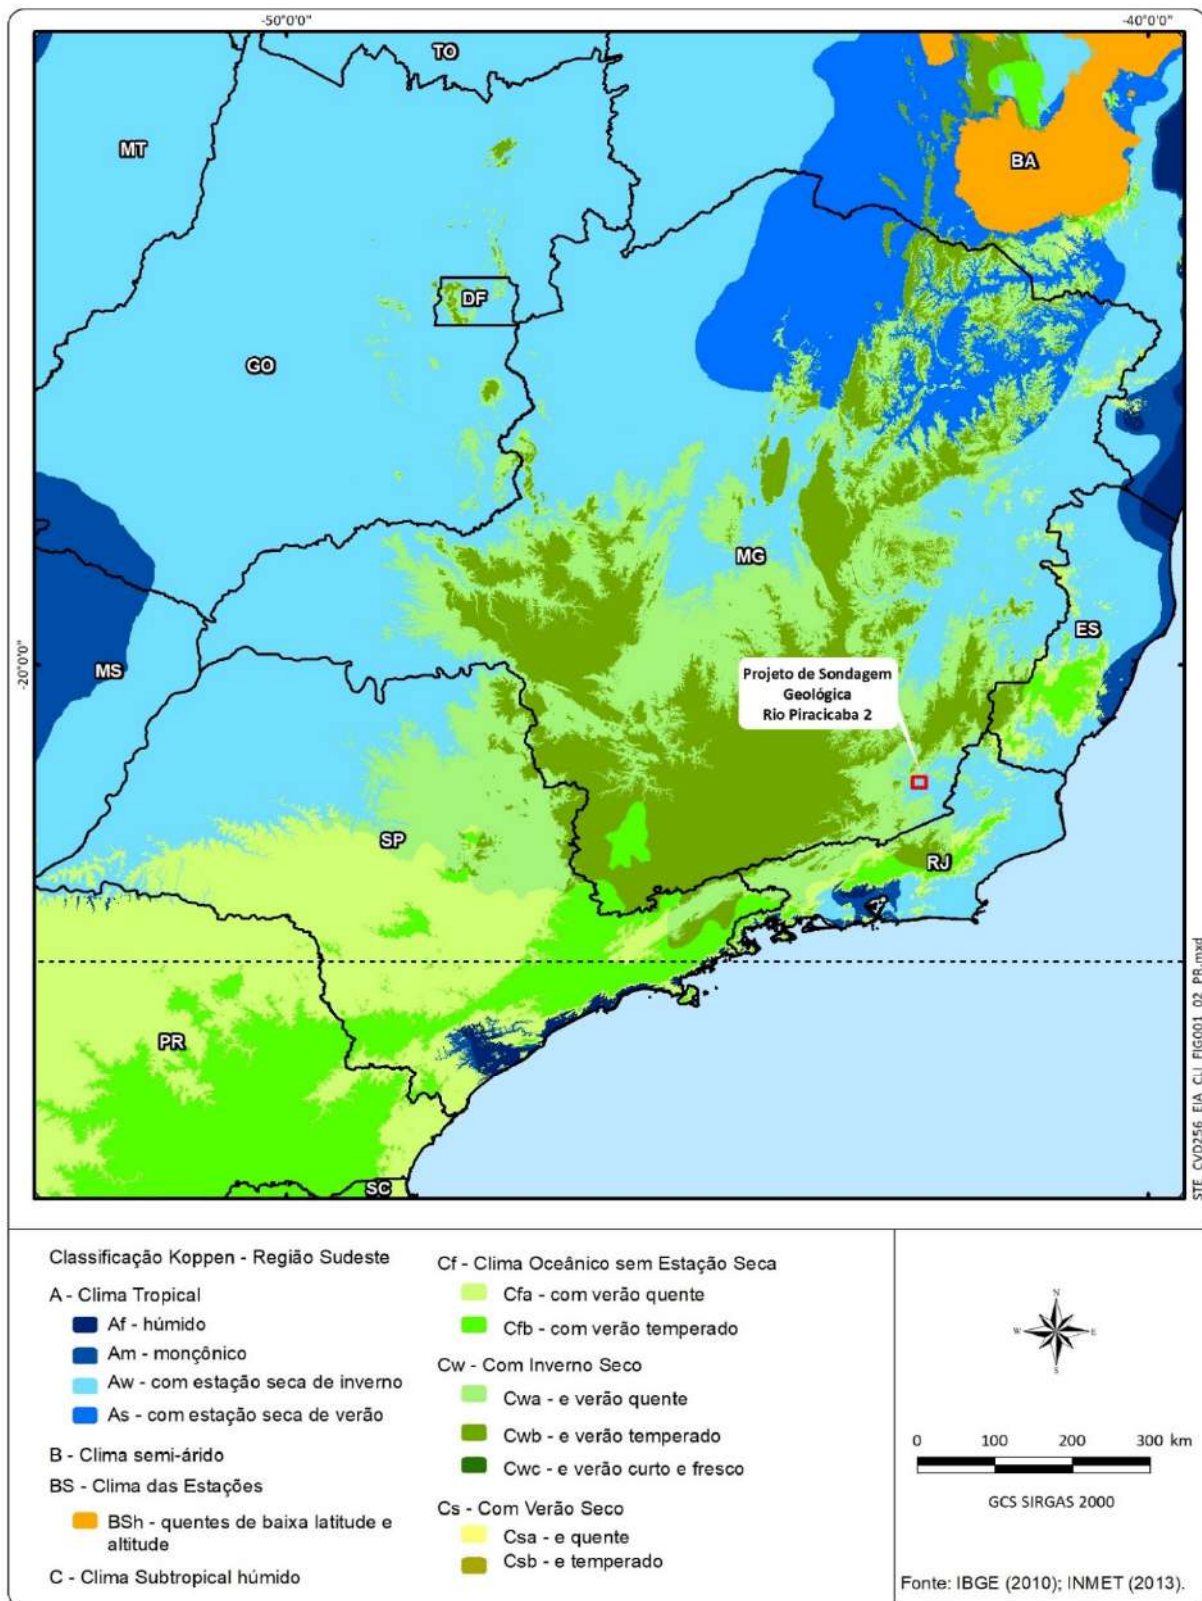 -50°0'0"
-40°0'0"
TO
MT
BA
DF
GO
MG
-20°0'0"
ES
MS
Projeto de Sondagem
Geológica
Rio Piracicaba 2
SP
RJ
PR
SC
STE_CVD256_EIA_CLI_FIG001_02_PR.mxd
Classificação Koppen - Região Sudeste
A - Clima Tropical
Af - húmido
Am - monçônico
Aw - com estação seca de inverno
As - com estação seca de verão
B - Clima semi-árido
BS - Clima das Estações
BSh - quentes de baixa latitude e
altitude
C - Clima Subtropical húmido
Cf - Clima Oceânico sem Estação Seca
Cfa - com verão quente
Cfb - com verão temperado
Cw - Com Inverno Seco
Cwa - e verão quente
Cwb - e verão temperado
Cwc - e verão curto e fresco
Cs - Com Verão Seco
Csa - e quente
Csb - e temperado
N
W E
S
0 100 200 300 km
GCS SIRGAS 2000
Fonte: IBGE (2010); INMET (2013).